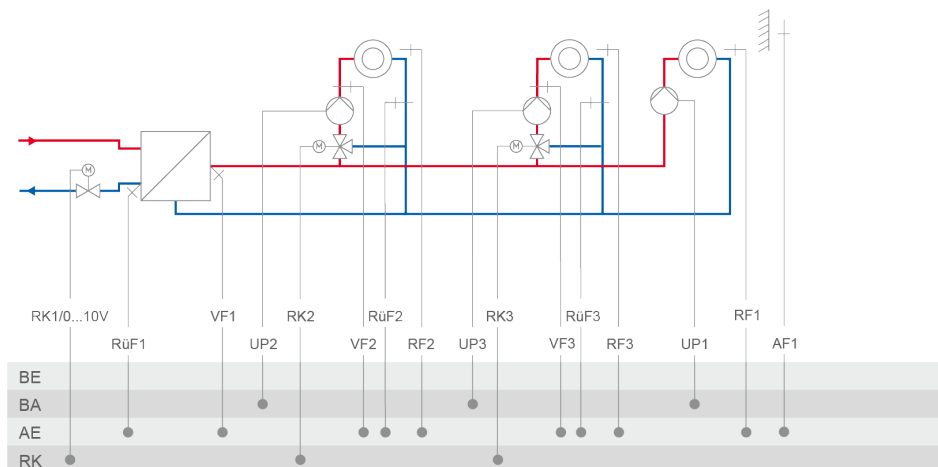 M
M
M
RK1/0...10V VF1 RK2 RüF2 RK3 RüF3 RF1
RüF1 UP2 VF2 RF2 UP3 VF3 RF3 UP1 AF1
BE
BA
AE
RK